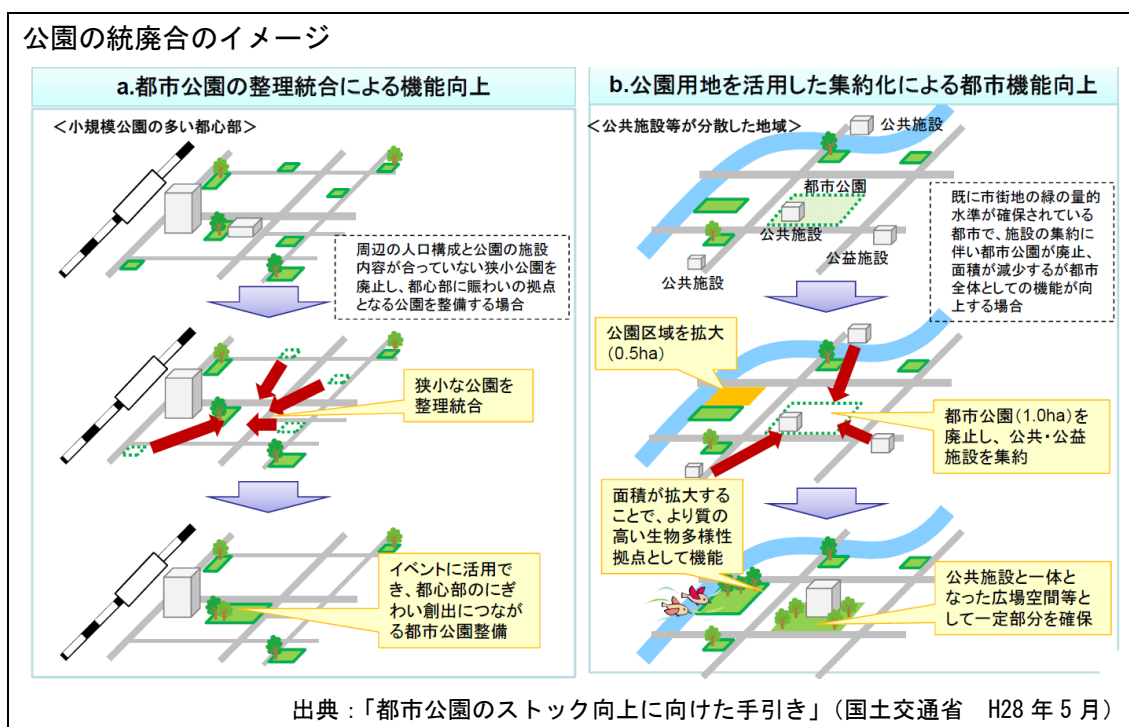 公園の統廃合のイメージ
a.都市公園の整理統合による機能向上
<小規模公園の多い都心部>
周辺の人口構成と公園の施設
内容が合っていない狭小公園を
廃止し、都心部に賑わいの拠点
となる公園を整備する場合
狭小な公園を
整理統合
イベントに活用で
き、都心部のにぎ
わい創出につなが
る都市公園整備
b.公園用地を活用した集約化による都市機能向上
<公共施設等が分散した地域>
公共施設
都市公園
公共施設
公益施設
公共施設
既に市街地の緑の量的
水準が確保されている
都市で、施設の集約に
伴い都市公園が廃止、
面積が減少するが都市
全体としての機能が向
上する場合
公園区域を拡大
(0.5ha)
都市公園(1.0ha)を
廃止し、公共・公益
施設を集約
面積が拡大する
ことで、より質の
高い生物多様性
拠点として機能
公共施設と一体と
なった広場空間等と
して一定部分を確保
出典:「都市公園のストック向上に向けた手引き」(国土交通省 H28年5月)